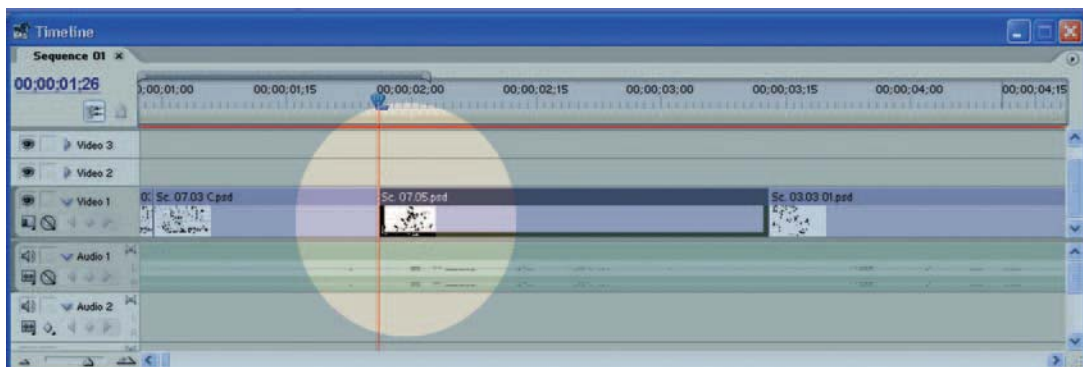 Timeline
Sequence 01 ×
00;00;01;26
;00;01;00 00;00;01;15 00;00;02;00 00;00;02;15 00;00;03;00 00;00;03;15 00;00;04;00 00;00;04;15
Video 3
Video 2
Video 1
Sc. 07.03 C.psd Sc. 07.05.psd Sc. 03.03 01.psd
Audio 1
Audio 2